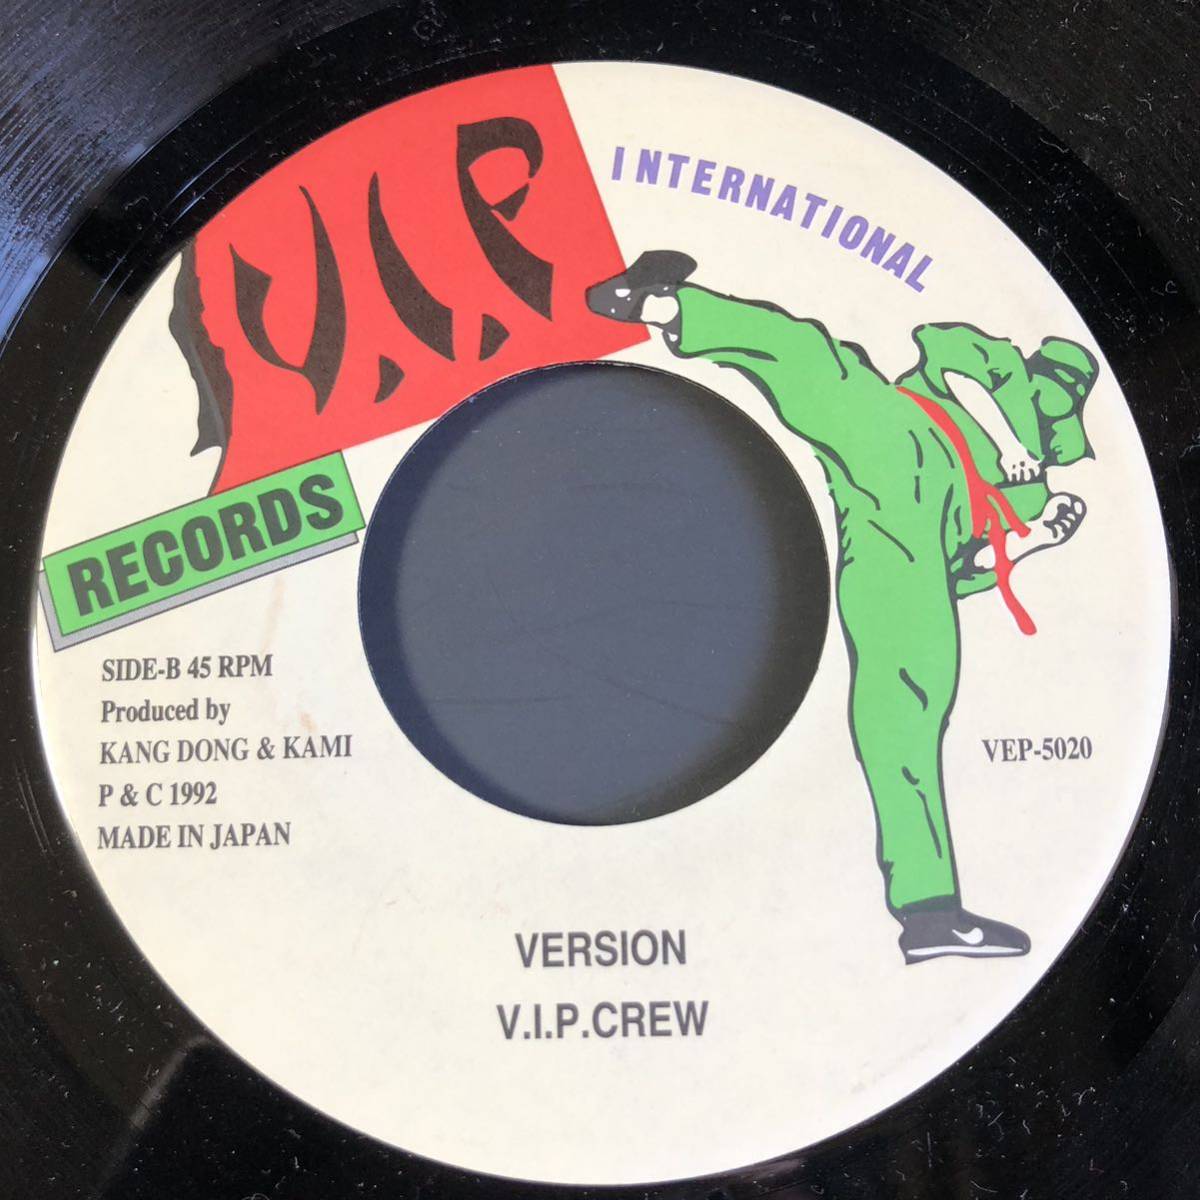 V.I.P
INTERNATIONAL
RECORDS
SIDE-B 45 RPM
Produced by
KANG DONG & KAMI
P & C 1992
MADE IN JAPAN
VEP-5020
VERSION
V.I.P.CREW